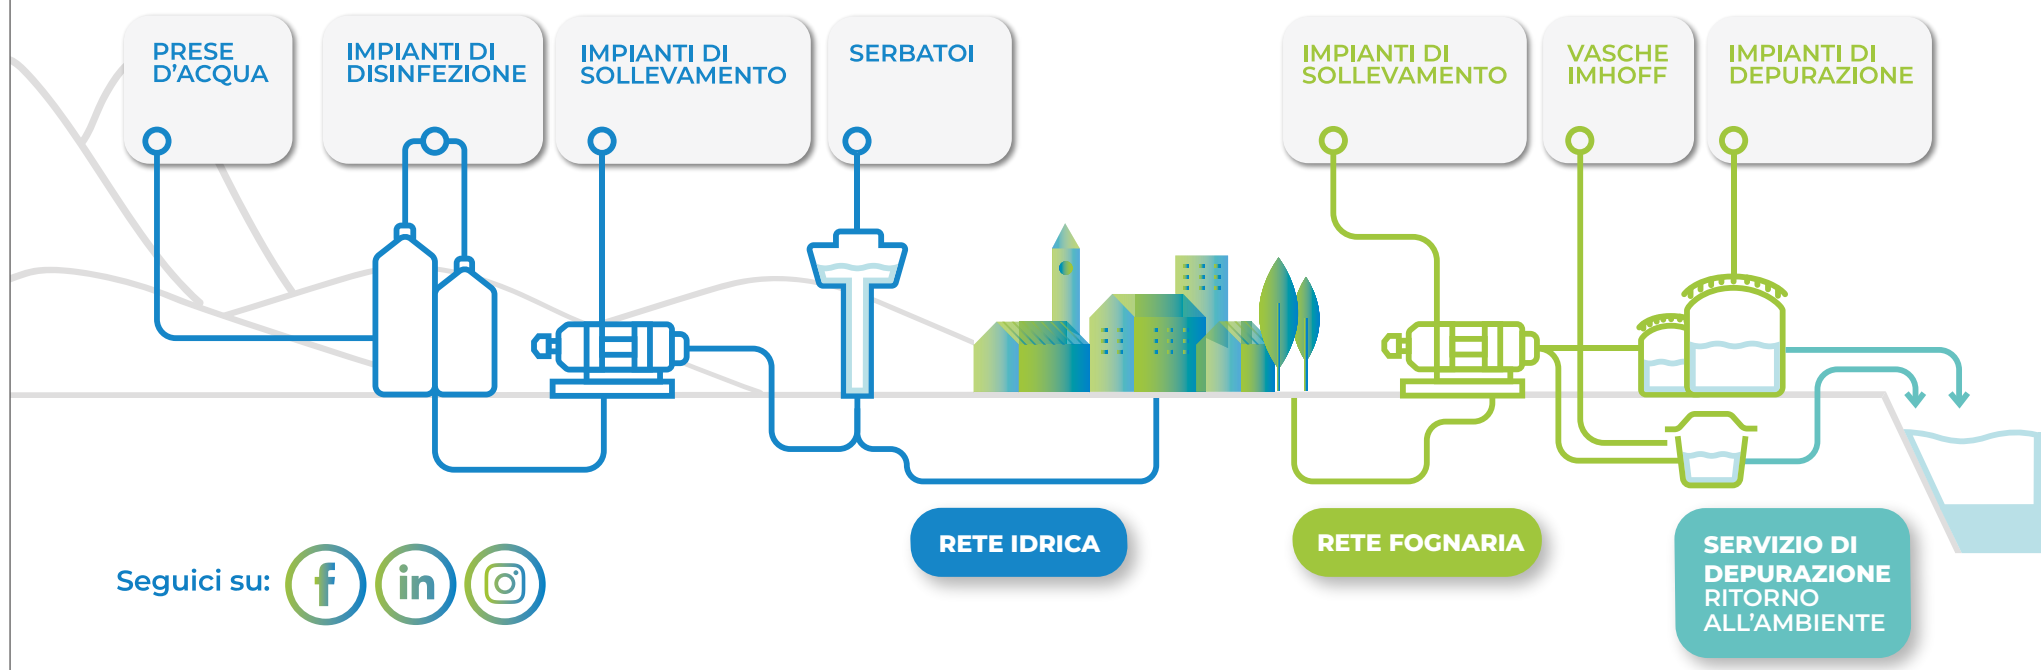 PRESE
D'ACQUA
IMPIANTI DI
DISINFEZIONE
IMPIANTI DI
SOLLEVAMENTO
SERBATOI
IMPIANTI DI
SOLLEVAMENTO
VASCHE
IMHOFF
IMPIANTI DI
DEPURAZIONE
RETE IDRICA
RETE FOGNARIA
SERVIZIO DI
DEPURAZIONE
RITORNO
ALL'AMBIENTE
Seguici su:
f
in